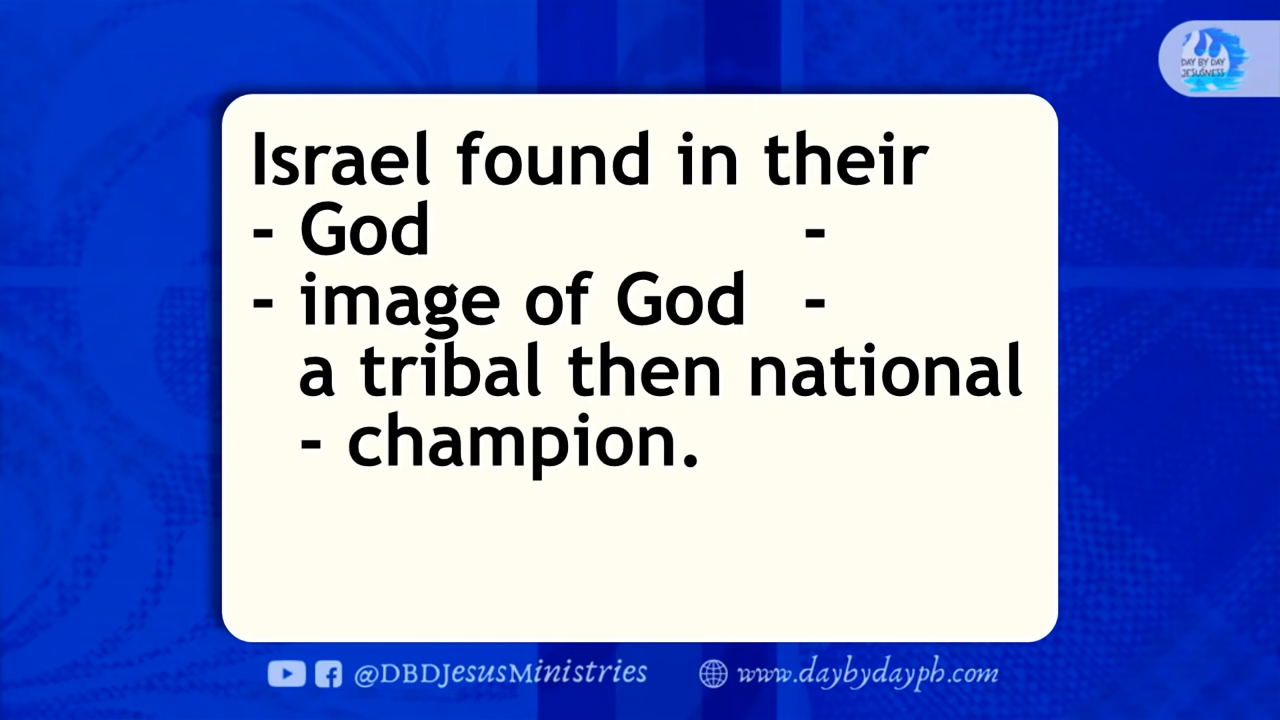 DAY BY DAY
JESUSNESS
Israel found in their
- God -
- image of God -
a tribal then national
- champion.
@DBDJesusMinistries www.daybydayph.com